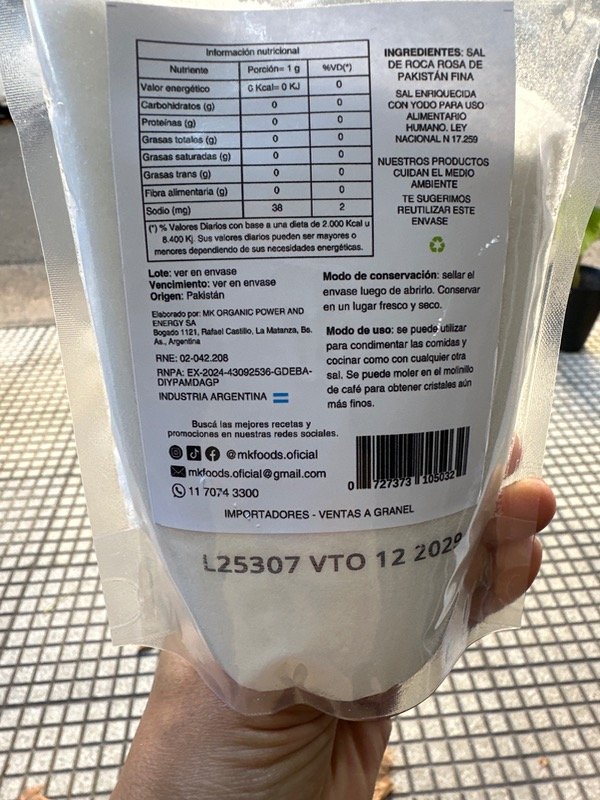 Información nutricional
Nutriente Porción= 1 g %VD(*)
Valor energético 0 Kcal= 0 KJ 0
Carbohidratos (g) 0 0
Proteínas (g) 0 0
Grasas totales (g) 0 0
Grasas saturadas (g) 0 0
Grasas trans (g) 0 0
Fibra alimentaria (g) 0 0
Sodio (mg) 38 2
(*) % Valores Diarios con base a una dieta de 2.000 Kcal u
8.400 Kj. Sus valores diarios pueden ser mayores o
menores dependiendo de sus necesidades energéticas.
INGREDIENTES: SAL
DE ROCA ROSA DE
PAKISTÁN FINA
SAL ENRIQUECIDA
CON YODO PARA USO
ALIMENTARIO
HUMANO. LEY
NACIONAL N 17.259
NUESTROS PRODUCTOS
CUIDAN EL MEDIO
AMBIENTE
TE SUGERIMOS
REUTILIZAR ESTE
ENVASE
Lote: ver en envase
Vencimiento: ver en envase
Origen: Pakistán
Elaborado por: MK ORGANIC POWER AND
ENERGY SA
Bogado 1121, Rafael Castillo, La Matanza, Bs.
As., Argentina
RNE: 02-042.208
RNPA: EX-2024-43092536-GDEBA-
DIYPAMDAGP
INDUSTRIA ARGENTINA
Modo de conservación: sellar el
envase luego de abrirlo. Conservar
en un lugar fresco y seco.
Modo de uso: se puede utilizar
para condimentar las comidas y
cocinar como con cualquier otra
sal. Se puede moler en el molinillo
de café para obtener cristales aún
más finos.
Buscá las mejores recetas y
promociones en nuestras redes sociales.
@mkfoods.oficial
mkfoods.oficial@gmail.com
11 7074 3300
0 727373 105032
IMPORTADORES - VENTAS A GRANEL
L25307 VTO 12 2029